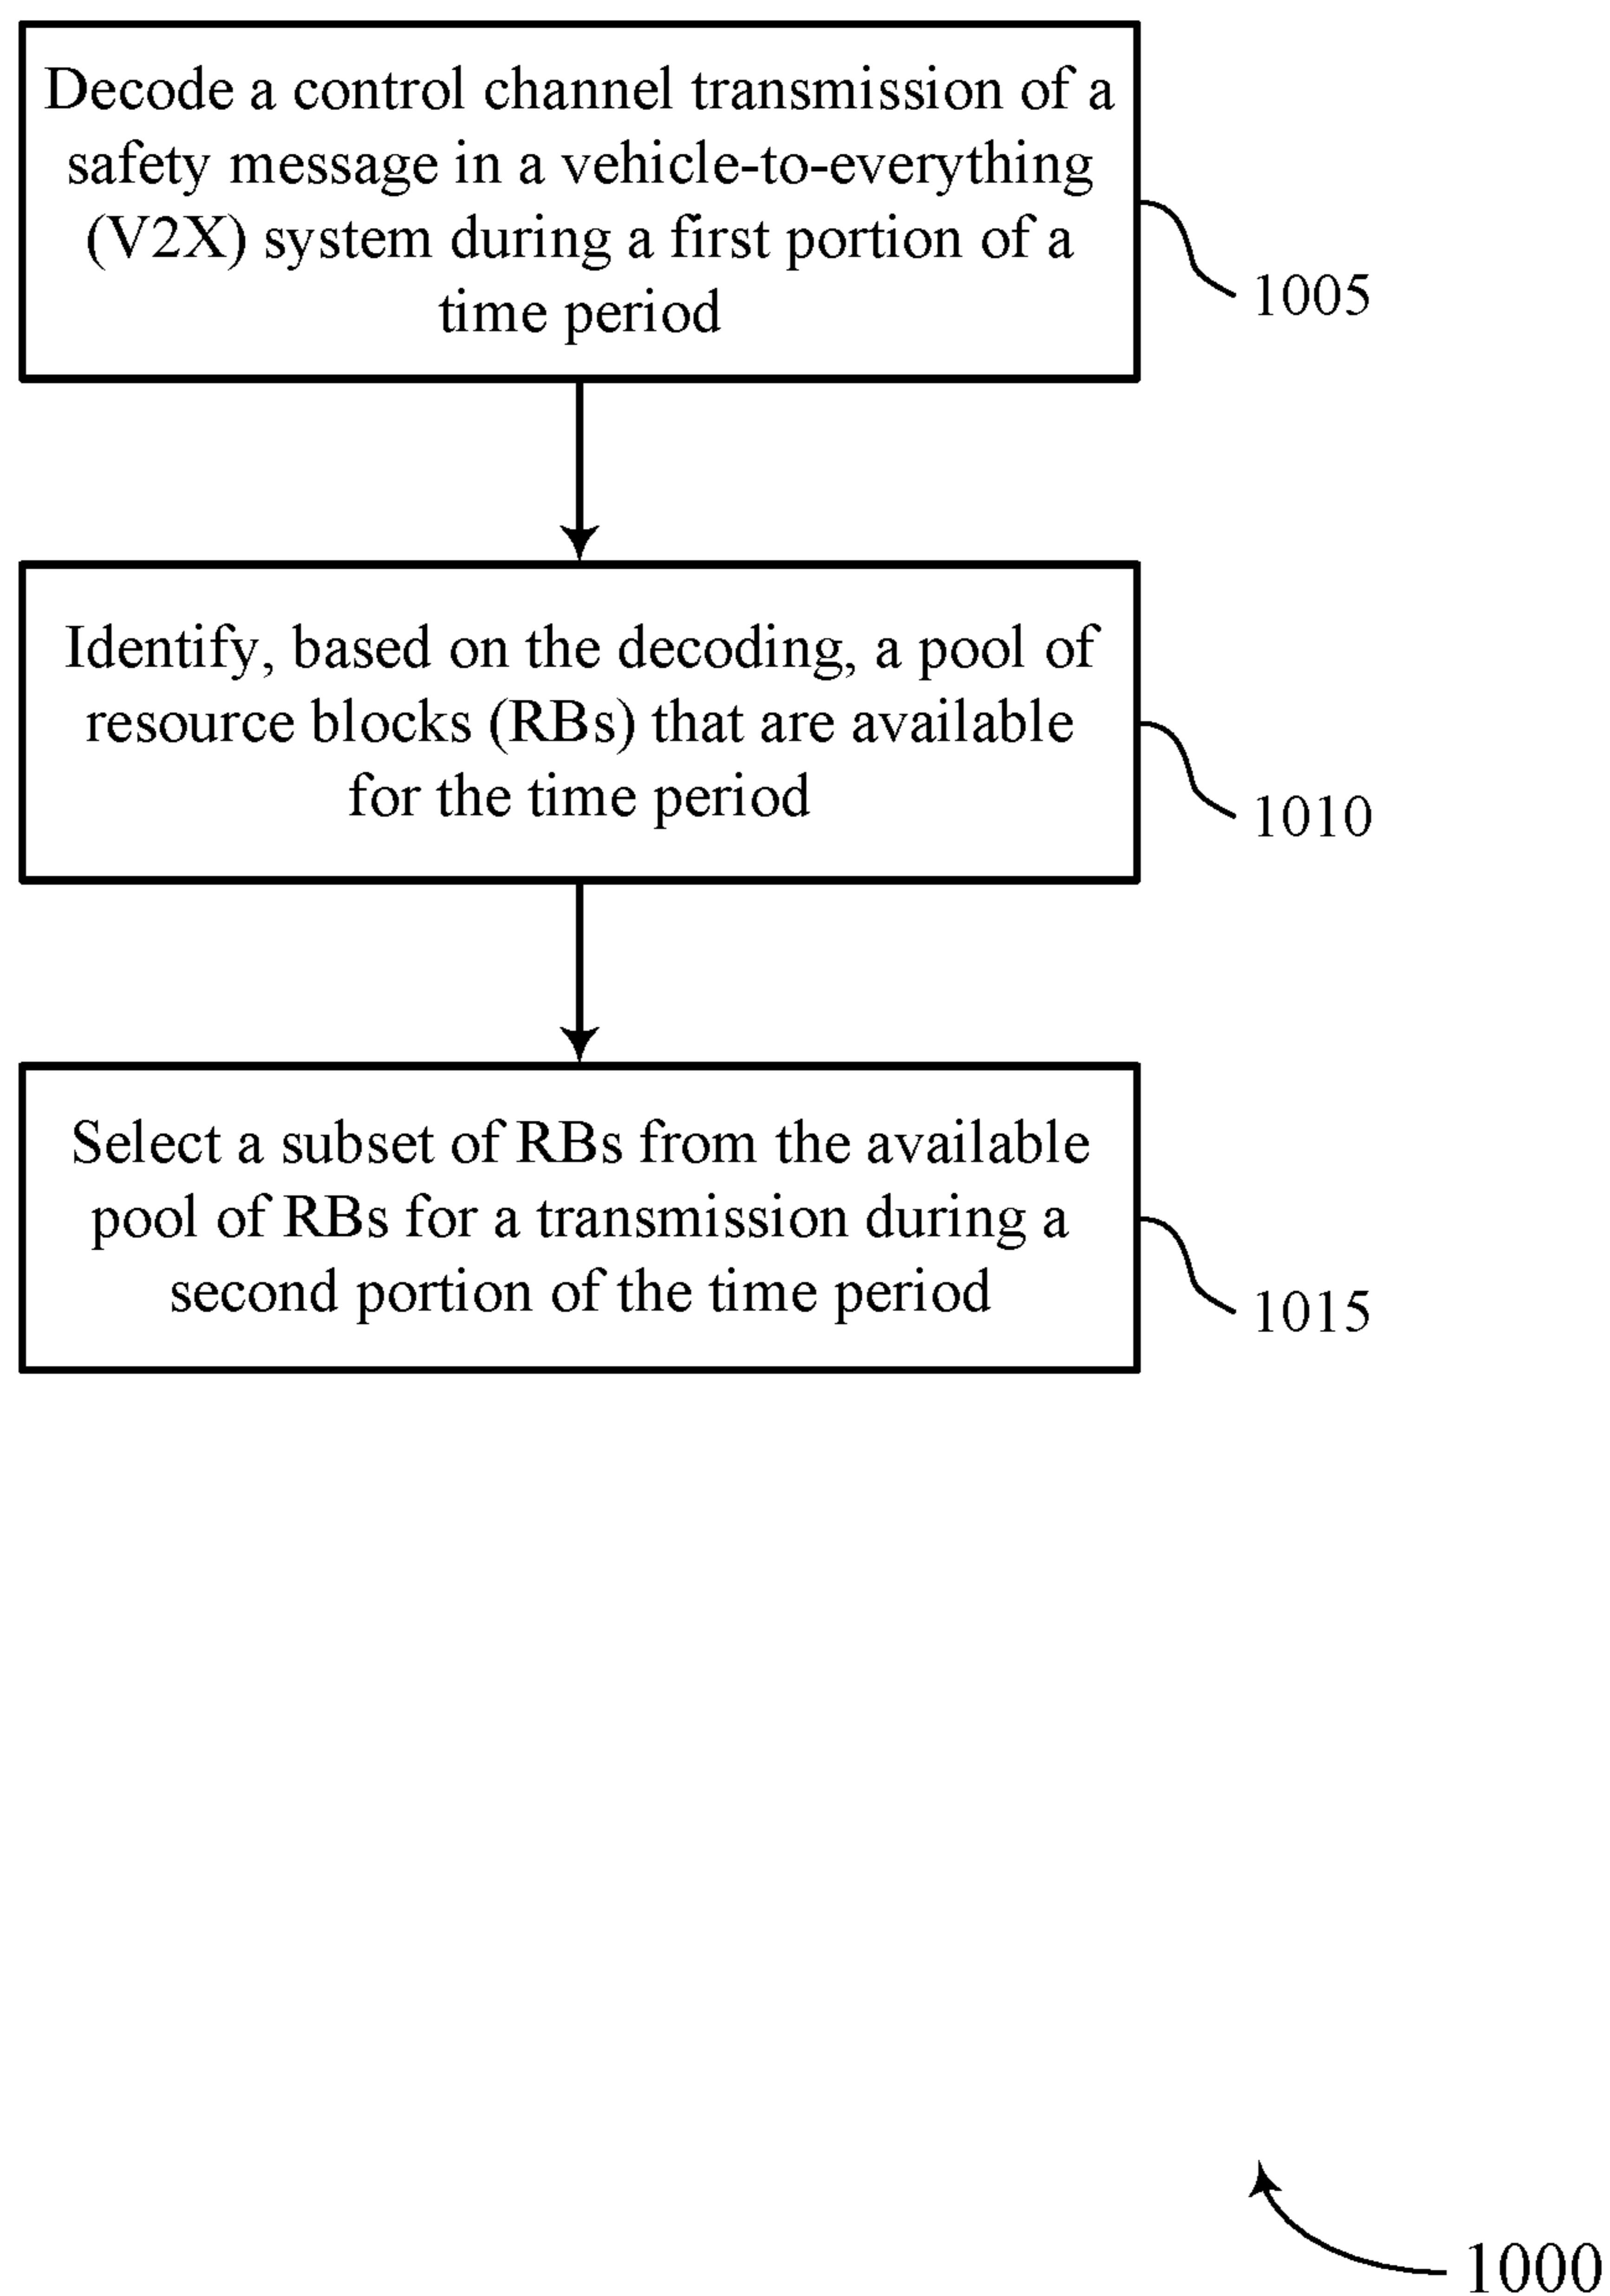 Decode a control channel transmission of a
safety message in a vehicle-to-everything
(V2X) system during a first portion of a
time period
1005
Identify, based on the decoding, a pool of
resource blocks (RBs) that are available
for the time period
1010
Select a subset of RBs from the available
pool of RBs for a transmission during a
second portion of the time period
1015
1000